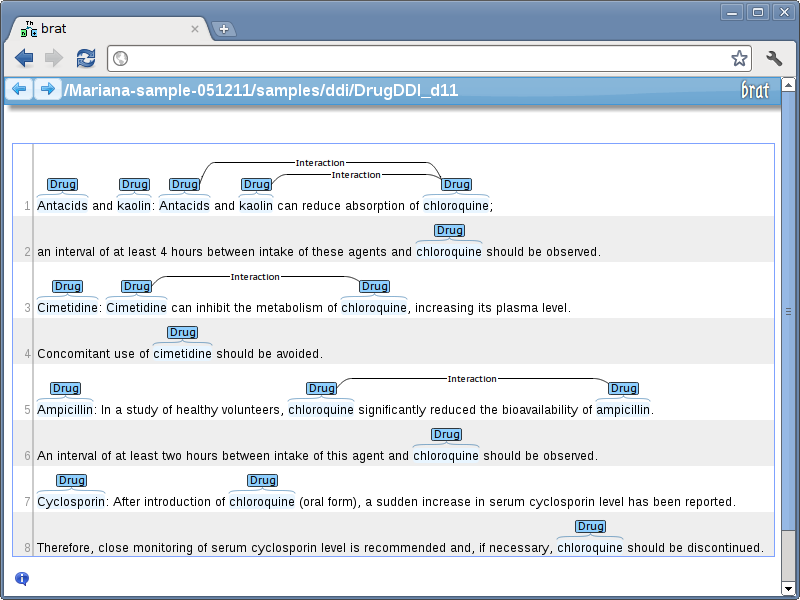 brat
/Mariana-sample-051211/samples/ddi/DrugDDI_d11
brat
Interaction
Interaction
Drug Drug Drug Drug Drug
1 Antacids and kaolin: Antacids and kaolin can reduce absorption of chloroquine;
Drug
2 an interval of at least 4 hours between intake of these agents and chloroquine should be observed.
Interaction
Drug Drug Drug
3 Cimetidine: Cimetidine can inhibit the metabolism of chloroquine, increasing its plasma level.
Drug
4 Concomitant use of cimetidine should be avoided.
Interaction
Drug Drug Drug
5 Ampicillin: In a study of healthy volunteers, chloroquine significantly reduced the bioavailability of ampicillin.
Drug
6 An interval of at least two hours between intake of this agent and chloroquine should be observed.
Drug Drug
7 Cyclosporin: After introduction of chloroquine (oral form), a sudden increase in serum cyclosporin level has been reported.
Drug
8 Therefore, close monitoring of serum cyclosporin level is recommended and, if necessary, chloroquine should be discontinued.